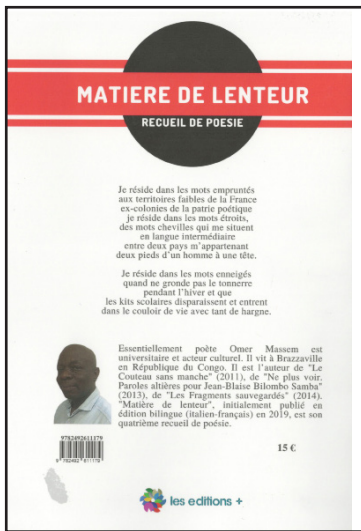 MATIERE DE LENTEUR
RECUEIL DE POESIE
Je réside dans les mots empruntés
aux territoires faibles de la France
ex-colonies de la patrie poétique
je réside dans les mots étroits,
des mots chevilles qui me situent
en langue intermédiaire
entre deux pays m'appartenant
deux pieds d'un homme à une tête.
Je réside dans les mots enneigés
quand ne gronde pas le tonnerre
pendant l'hiver et que
les kits scolaires disparaissent et entrent
dans le couloir de vie avec tant de hargne.
Essentiellement poète Omer Massem est
universitaire et acteur culturel. Il vit à Brazzaville
en République du Congo. Il est l'auteur de "Le
Couteau sans manche" (2011), de "Ne plus voir.
Paroles altières pour Jean-Blaise Bilombo Samba"
(2013), de "Les Fragments sauvegardés" (2014).
"Matière de lenteur", initialement publié en
édition bilingue (italien-français) en 2019, est son
quatrième recueil de poésie.
9782492611179
9 782492 611179
15 €
les editions +